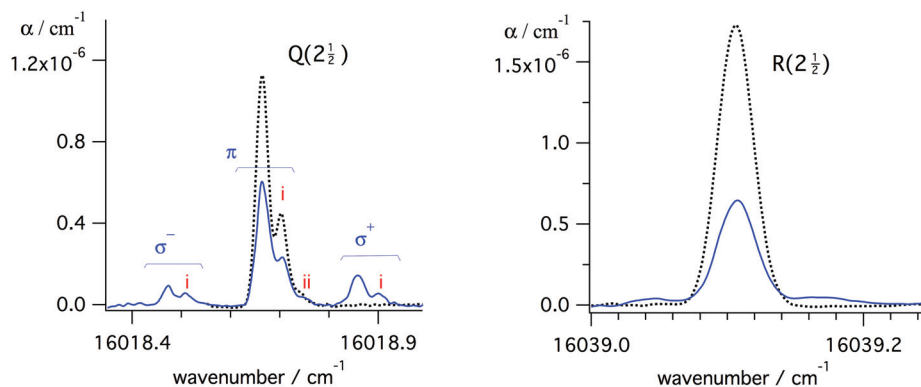 α / cm⁻¹
1.2x10⁻⁶
0.8
0.4
0.0
Q(2½)
π
i
σ⁻
i
ii
σ⁺
i
16018.4
16018.9
wavenumber / cm⁻¹
α / cm⁻¹
1.5x10⁻⁶
1.0
0.5
0.0
R(2½)
16039.0
16039.2
wavenumber / cm⁻¹